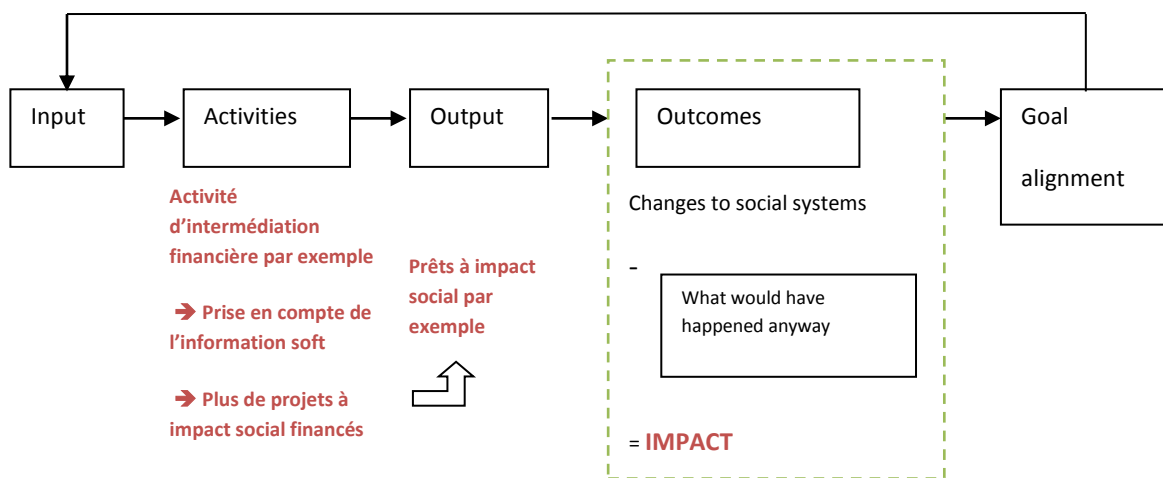 Input
Activities
Output
Outcomes
Goal
alignment
Activité
d’intermédiation
financière par exemple
➔ Prise en compte de
l’information soft
➔ Plus de projets à
impact social financés
Prêts à impact
social par
exemple
Changes to social systems
-
What would have
happened anyway
= IMPACT